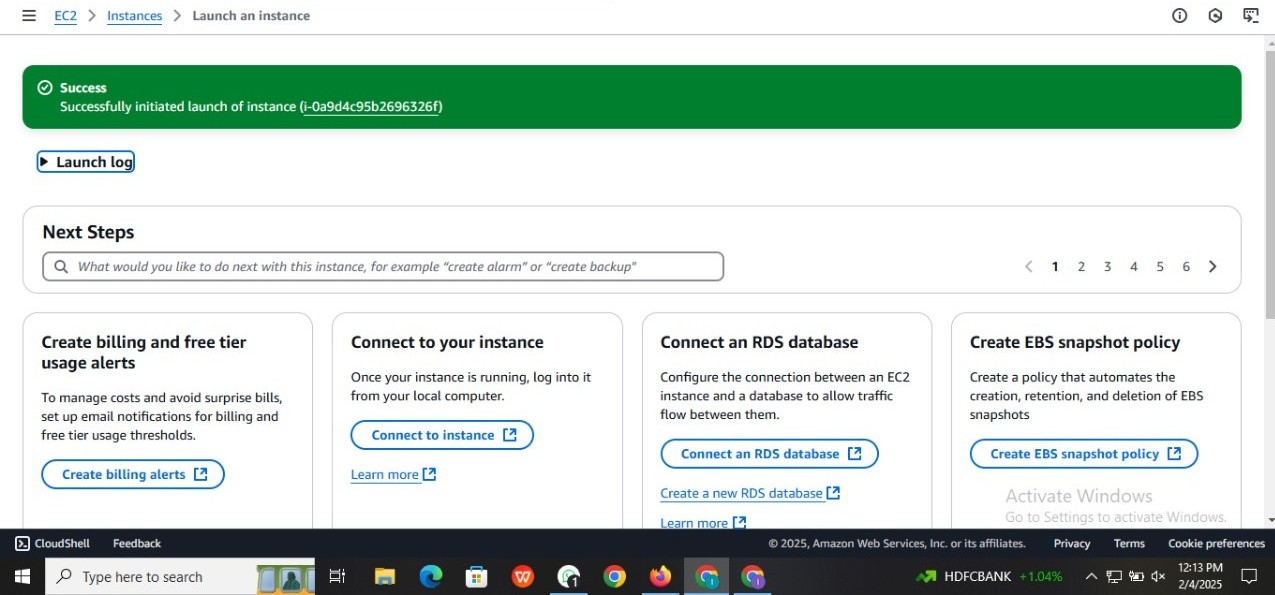 EC2 > Instances > Launch an instance
Success
Successfully initiated launch of instance (i-0a9d4c95b2696326f)
Launch log
Next Steps
What would you like to do next with this instance, for example “create alarm” or “create backup”
1 2 3 4 5 6
Create billing and free tier
usage alerts
To manage costs and avoid surprise bills,
set up email notifications for billing and
free tier usage thresholds.
Create billing alerts
Connect to your instance
Once your instance is running, log into it
from your local computer.
Connect to instance
Learn more
Connect an RDS database
Configure the connection between an EC2
instance and a database to allow traffic
flow between them.
Connect an RDS database
Create a new RDS database
Learn more
Create EBS snapshot policy
Create a policy that automates the
creation, retention, and deletion of EBS
snapshots
Create EBS snapshot policy
Activate Windows
Go to Settings to activate Windows.
CloudShell Feedback © 2025, Amazon Web Services, Inc. or its affiliates. Privacy Terms Cookie preferences
Type here to search
HDFCBANK +1.04%
12:13 PM
2/4/2025